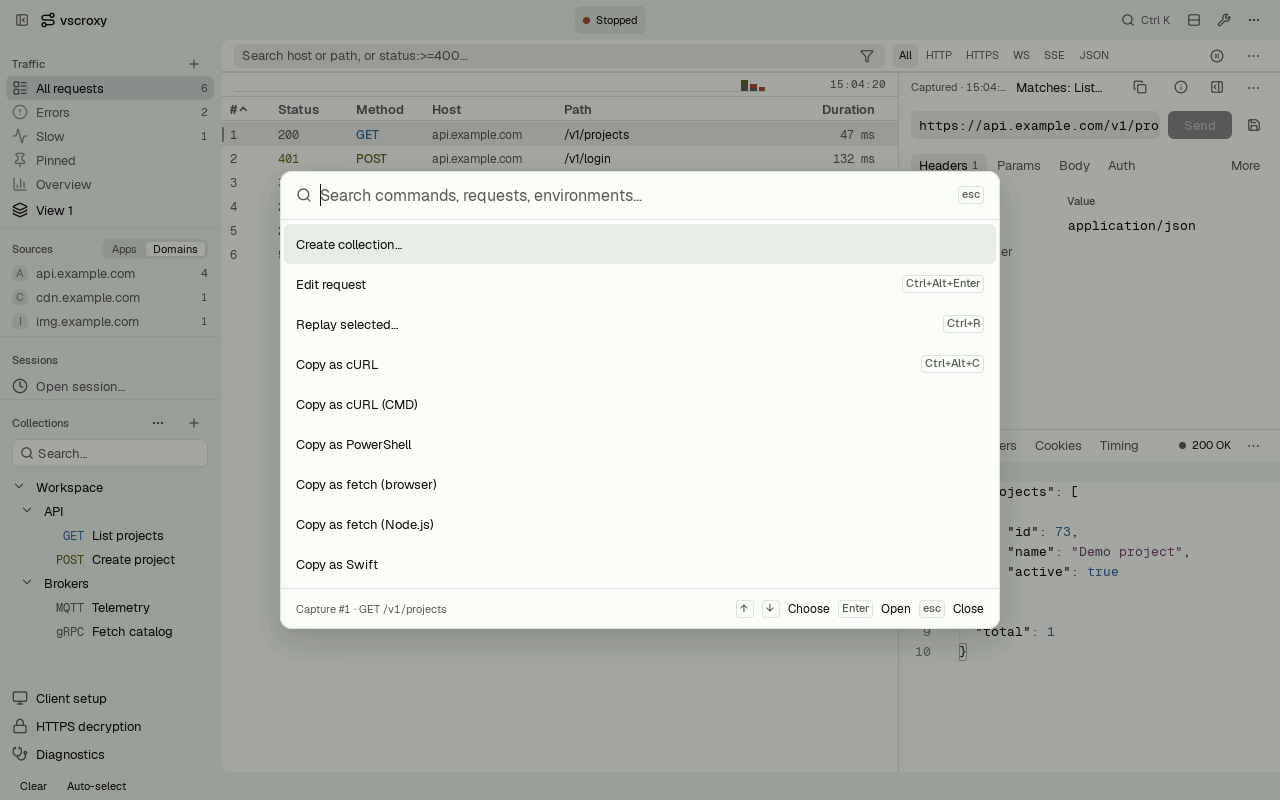 vscroxy
Stopped
Ctrl K
Traffic
All requests 6
Errors 2
Slow 1
Pinned
Overview
View 1
Sources Apps Domains
api.example.com 4
cdn.example.com 1
img.example.com 1
Sessions
Open session…
Collections
Search…
Workspace
API
GET List projects
POST Create project
Brokers
MQTT Telemetry
gRPC Fetch catalog
Client setup
HTTPS decryption
Diagnostics
Clear Auto-select
Search host or path, or status:>=400…
All HTTP HTTPS WS SSE JSON
15:04:20
# Status Method Host Path Duration
1 200 GET api.example.com /v1/projects 47 ms
2 401 POST api.example.com /v1/login 132 ms
3
4
5
6
Captured · 15:04:… Matches: List…
https://api.example.com/v1/pro Send
Headers 1 Params Body Auth More
Value
application/json
er
Search commands, requests, environments… esc
Create collection…
Edit request Ctrl+Alt+Enter
Replay selected… Ctrl+R
Copy as cURL Ctrl+Alt+C
Copy as cURL (CMD)
Copy as PowerShell
Copy as fetch (browser)
Copy as fetch (Node.js)
Copy as Swift
Capture #1 · GET /v1/projects ↑ ↓ Choose Enter Open esc Close
ers Cookies Timing 200 OK
ojects": [
"id": 73,
"name": "Demo project",
"active": true
9 "total": 1
10 }